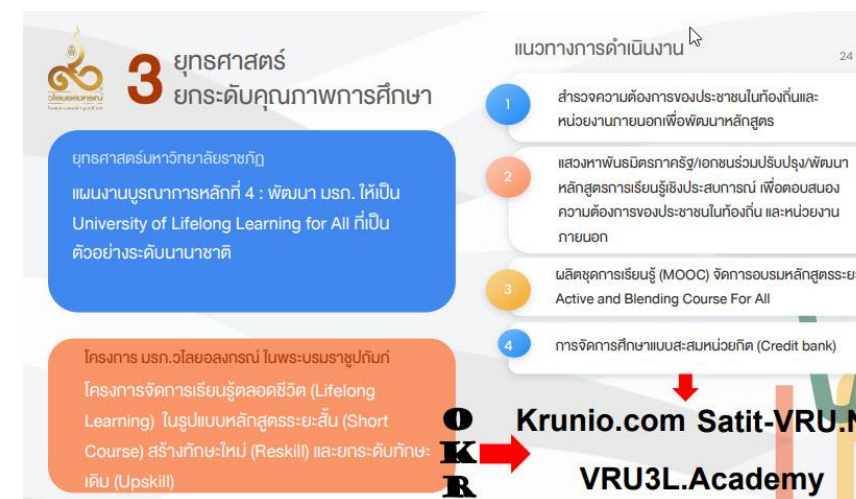 3
ยุทธศาสตร์
ยกระดับคุณภาพการศึกษา
ยุทธศาสตร์มหาวิทยาลัยราชภัฏ
แผนงานบูรณาการหลักที่ 4 : พัฒนา มรภ. ให้เป็น
University of Lifelong Learning for All ที่เป็น
ตัวอย่างระดับนานาชาติ
โครงการ มรภ.วไลยอลงกรณ์ ในพระบรมราชูปถัมภ์
โครงการจัดการเรียนรู้ตลอดชีวิต (Lifelong
Learning) ในรูปแบบหลักสูตรระยะสั้น (Short
Course) สร้างทักษะใหม่ (Reskill) และยกระดับทักษะ
เดิม (Upskill)
แนวทางการดำเนินงาน
24
1
สำรวจความต้องการของประชาชนในท้องถิ่นและ
หน่วยงานภายนอกเพื่อพัฒนาหลักสูตร
2
แสวงหาพันธมิตรภาครัฐ/เอกชนร่วมปรับปรุง/พัฒนา
หลักสูตรการเรียนรู้เชิงประสบการณ์ เพื่อตอบสนอง
ความต้องการของประชาชนในท้องถิ่น และหน่วยงาน
ภายนอก
3
ผลิตชุดการเรียนรู้ (MOOC) จัดการอบรมหลักสูตรระยะ
Active and Blending Course For All
4
การจัดการศึกษาแบบสะสมหน่วยกิต (Credit bank)
O
K
R
Krunio.com Satit-VRU.N
VRU3L.Academy